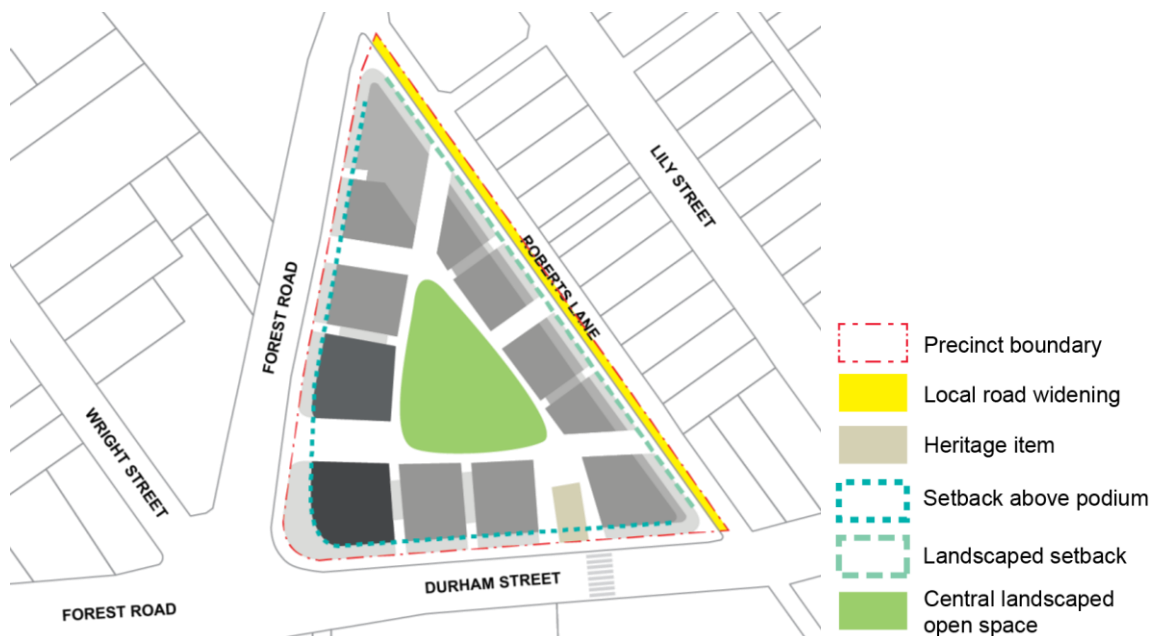 LILY STREET
ROBERTS LANE
FOREST ROAD
WRIGHT STREET
DURHAM STREET
FOREST ROAD
Precinct boundary
Local road widening
Heritage item
Setback above podium
Landscaped setback
Central landscaped
open space